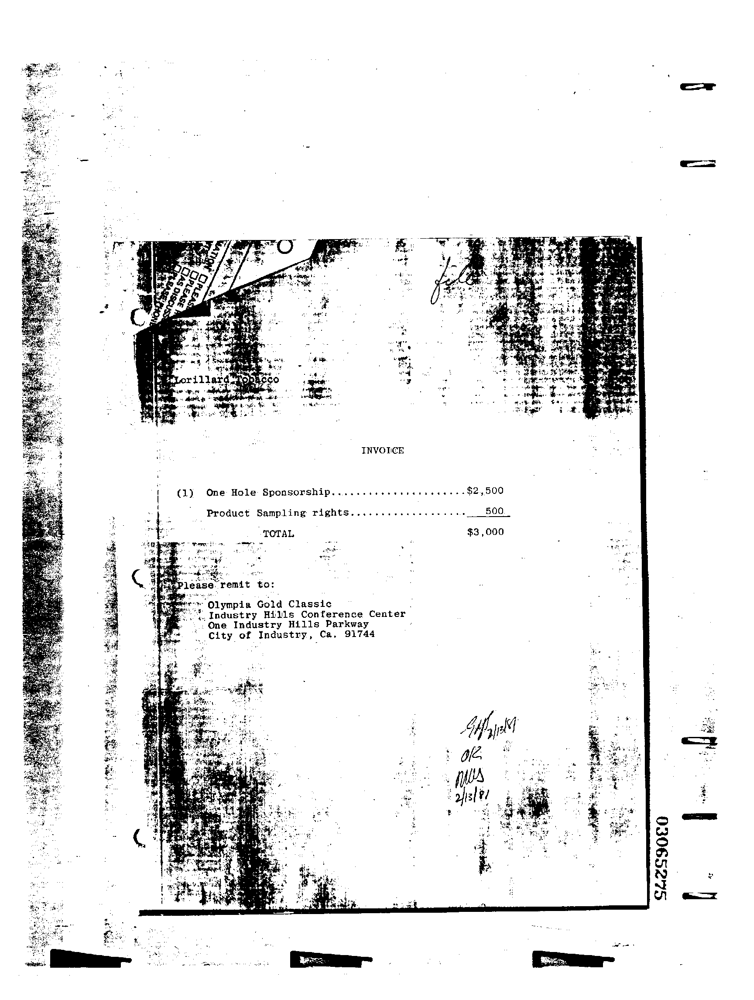 file
Lorillard Tobacco
INVOICE
(1) One Hole Sponsorship.....................$2,500
Product Sampling rights................... 500
TOTAL $3,000
Please remit to:
Olympia Gold Classic
Industry Hills Conference Center
One Industry Hills Parkway
City of Industry, Ca. 91744
2/13/81
OK
2/13/81
03065275